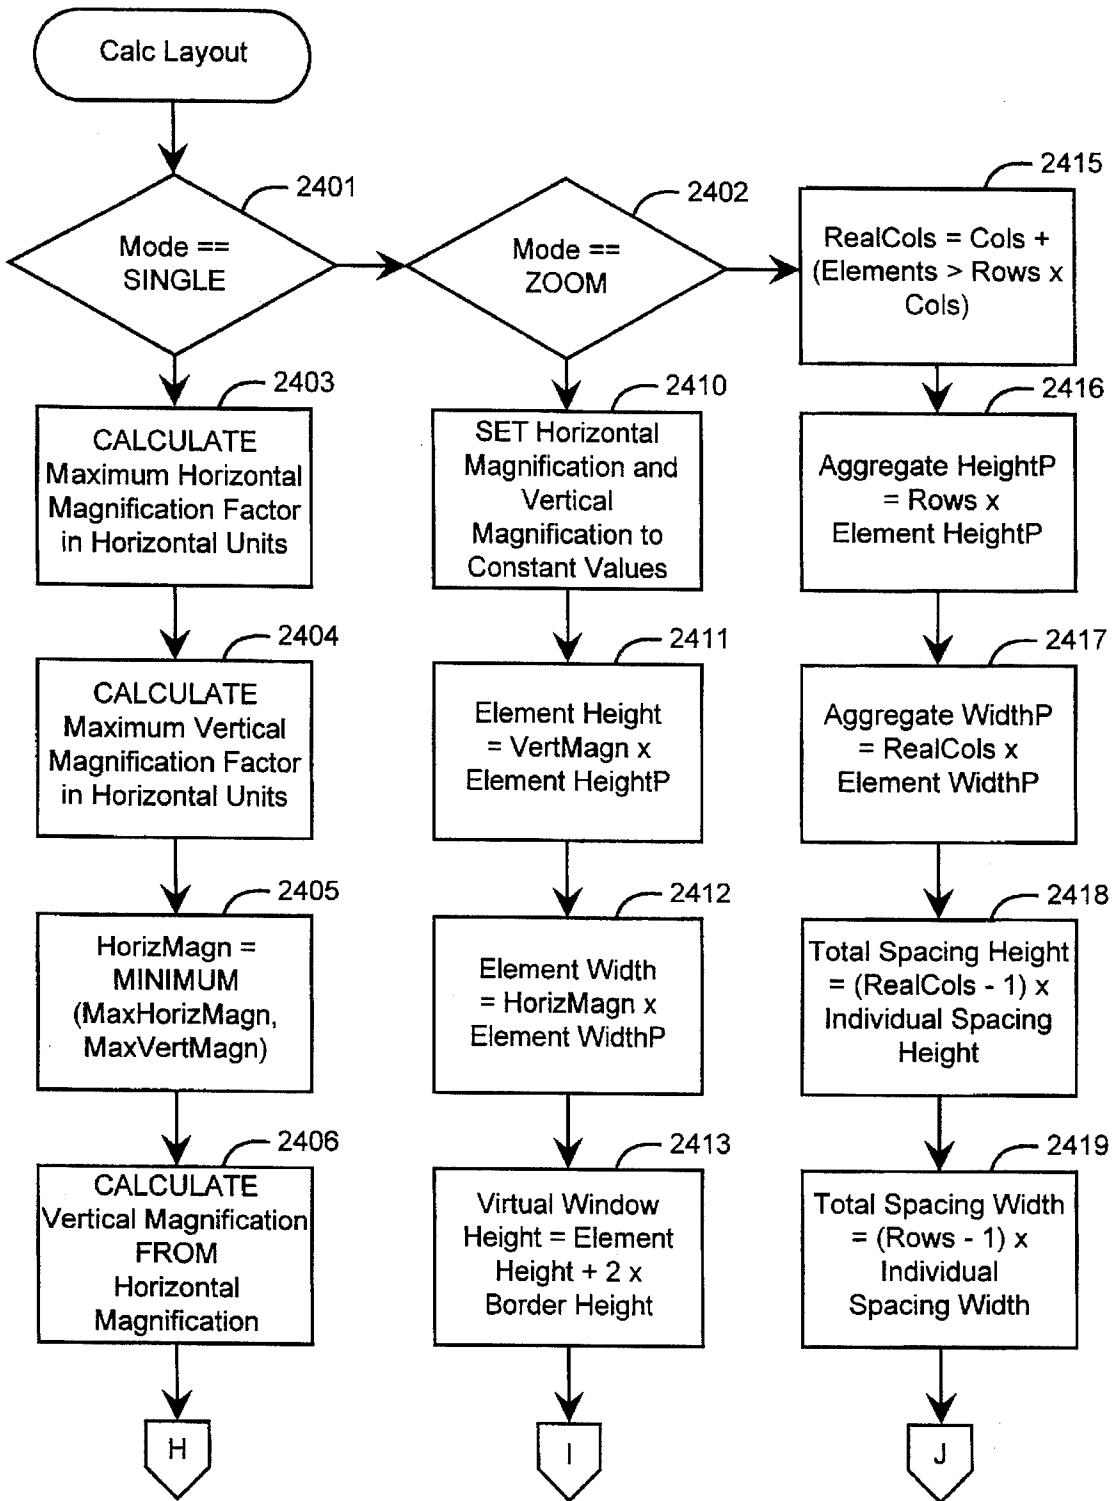 Calc Layout
2401
Mode ==
SINGLE
2402
Mode ==
ZOOM
2415
RealCols = Cols +
(Elements > Rows x
Cols)
2403
CALCULATE
Maximum Horizontal
Magnification Factor
in Horizontal Units
2410
SET Horizontal
Magnification and
Vertical
Magnification to
Constant Values
2416
Aggregate HeightP
= Rows x
Element HeightP
2404
CALCULATE
Maximum Vertical
Magnification Factor
in Horizontal Units
2411
Element Height
= VertMagn x
Element HeightP
2417
Aggregate WidthP
= RealCols x
Element WidthP
2405
HorizMagn =
MINIMUM
(MaxHorizMagn,
MaxVertMagn)
2412
Element Width
= HorizMagn x
Element WidthP
2418
Total Spacing Height
= (RealCols - 1) x
Individual Spacing
Height
2406
CALCULATE
Vertical Magnification
FROM
Horizontal
Magnification
2413
Virtual Window
Height = Element
Height + 2 x
Border Height
2419
Total Spacing Width
= (Rows - 1) x
Individual
Spacing Width
H
I
J